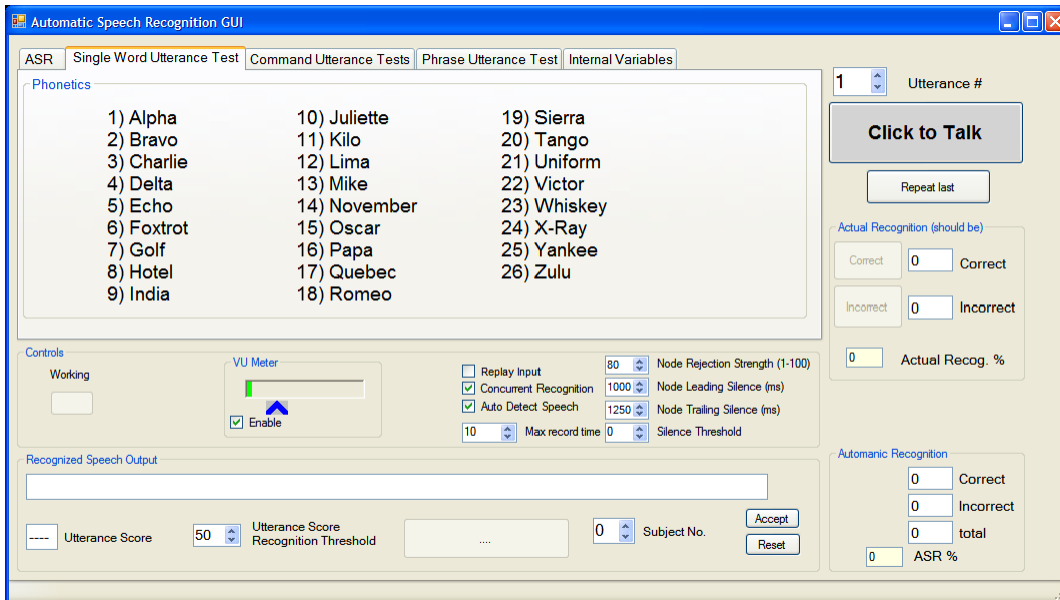 Automatic Speech Recognition GUI
ASR Single Word Utterance Test Command Utterance Tests Phrase Utterance Test Internal Variables
Phonetics
1) Alpha
2) Bravo
3) Charlie
4) Delta
5) Echo
6) Foxtrot
7) Golf
8) Hotel
9) India
10) Juliette
11) Kilo
12) Lima
13) Mike
14) November
15) Oscar
16) Papa
17) Quebec
18) Romeo
19) Sierra
20) Tango
21) Uniform
22) Victor
23) Whiskey
24) X-Ray
25) Yankee
26) Zulu
1 Utterance #
Click to Talk
Repeat last
Actual Recognition (should be)
Correct 0 Correct
Incorrect 0 Incorrect
0 Actual Recog. %
Controls
Working
VU Meter
Enable
Replay Input
Concurrent Recognition
Auto Detect Speech
10 Max record time
80 Node Rejection Strength (1-100)
1000 Node Leading Silence (ms)
1250 Node Trailing Silence (ms)
0 Silence Threshold
Recognized Speech Output
---- Utterance Score
50 Utterance Score
Recognition Threshold
....
0 Subject No.
Accept
Reset
Automanic Recognition
0 Correct
0 Incorrect
0 total
0 ASR %